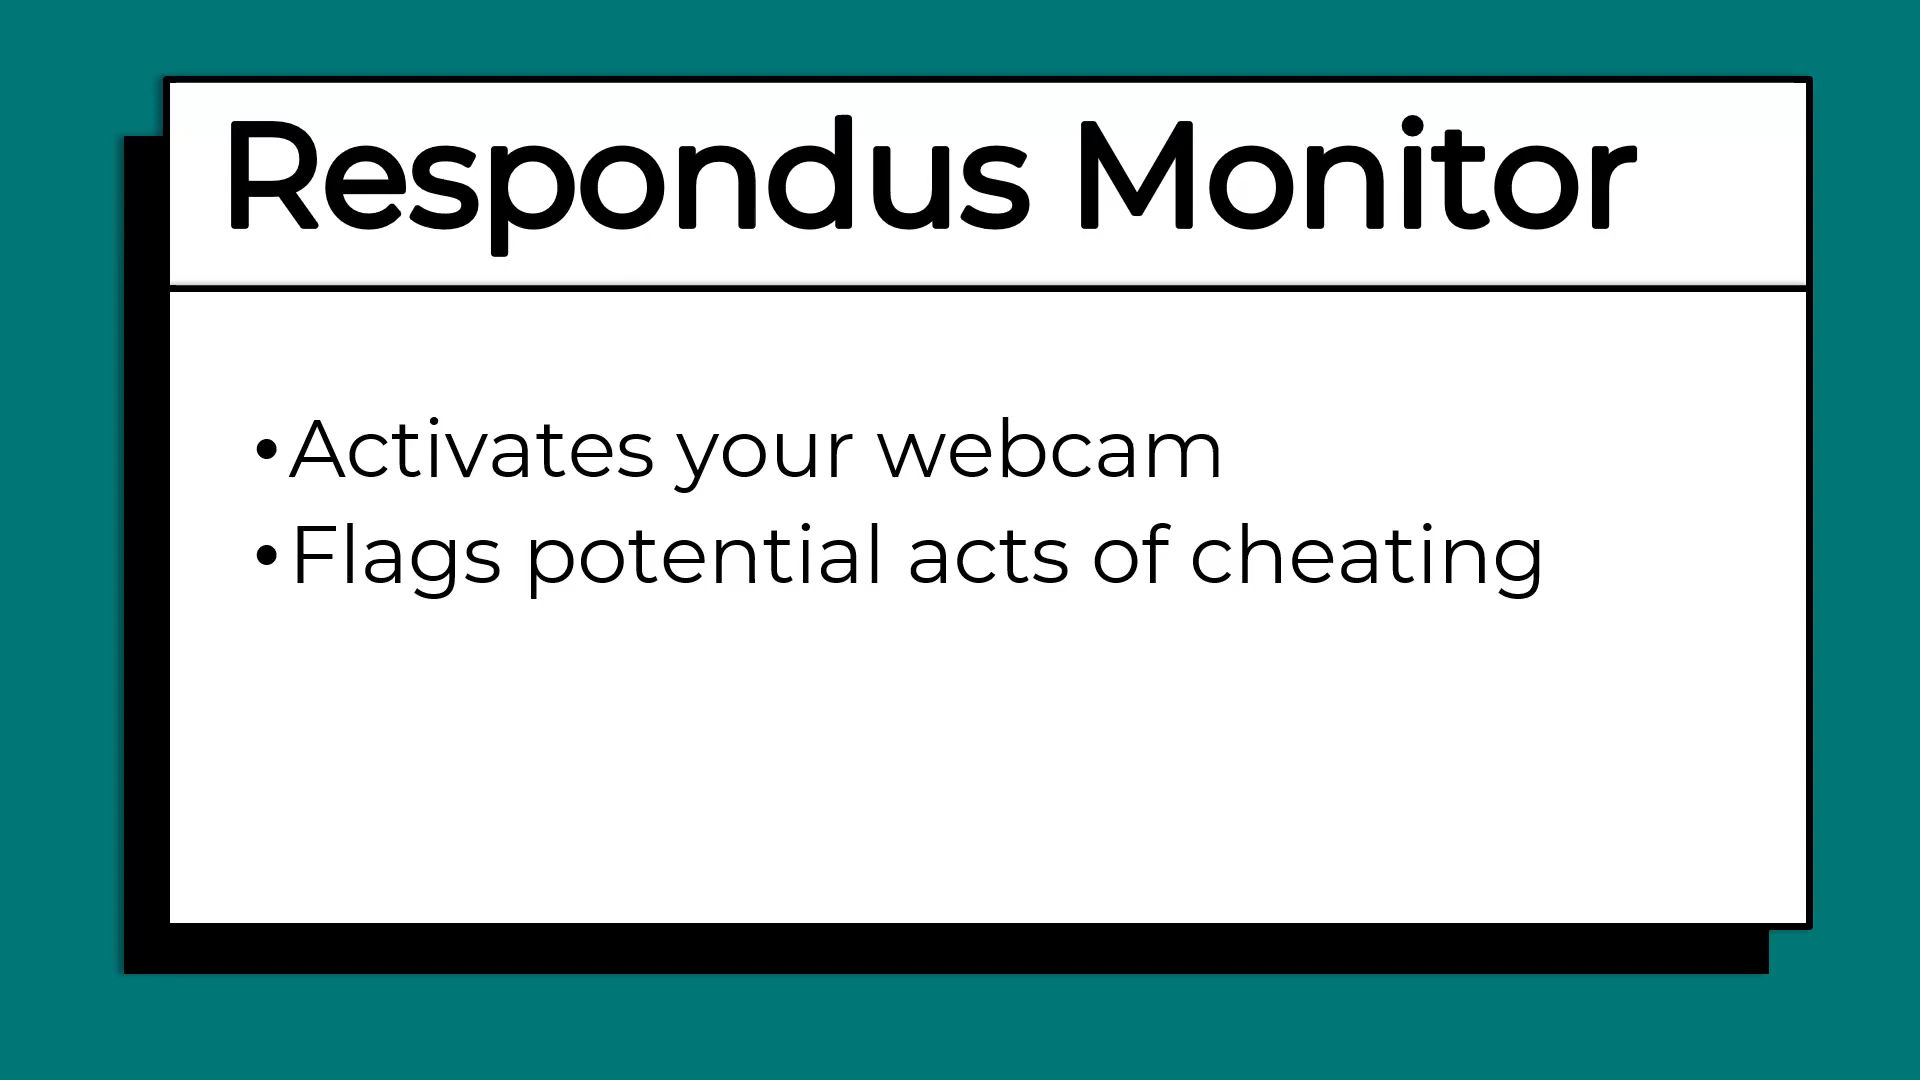 Respondus Monitor
•Activates your webcam
•Flags potential acts of cheating